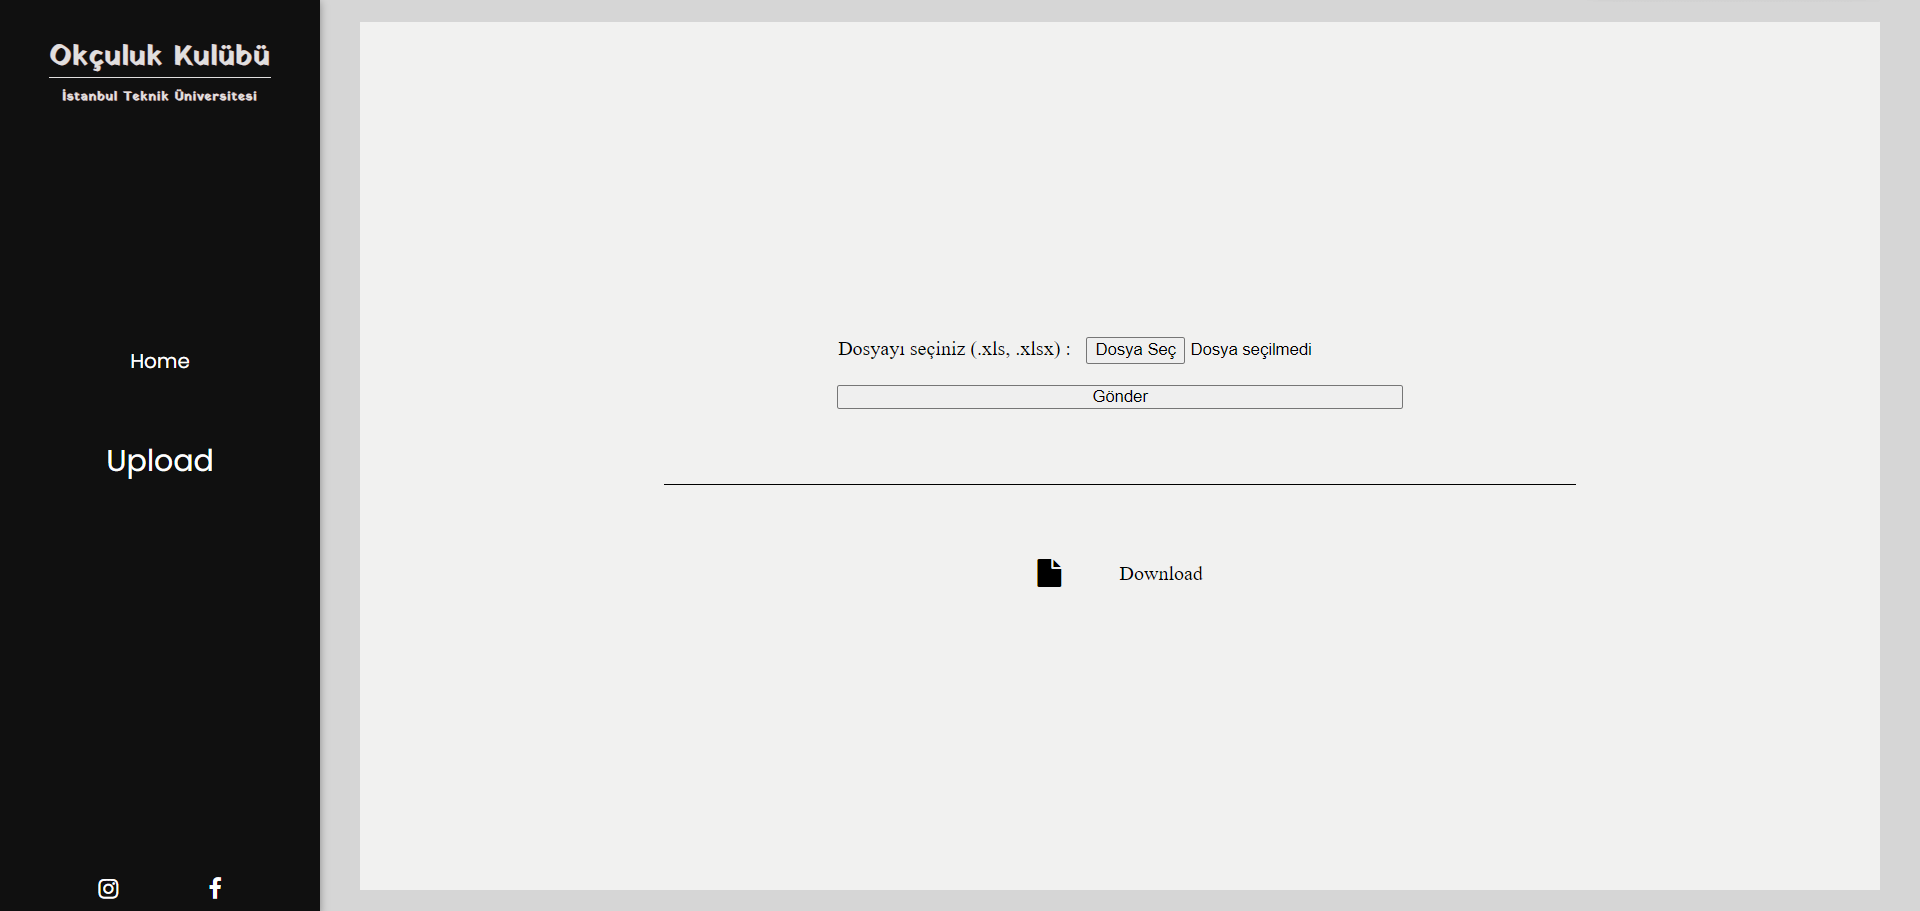 Okçuluk Kulübü
İstanbul Teknik Üniversitesi
Home
Upload
Dosyayı seçiniz (.xls, .xlsx) : Dosya Seç Dosya seçilmedi
Gönder
Download